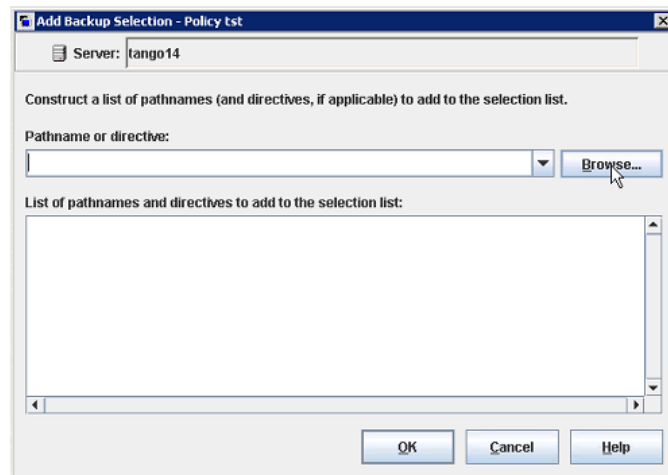 Add Backup Selection - Policy tst
Server: tango14
Construct a list of pathnames (and directives, if applicable) to add to the selection list.
Pathname or directive:
Browse...
List of pathnames and directives to add to the selection list:
OK Cancel Help